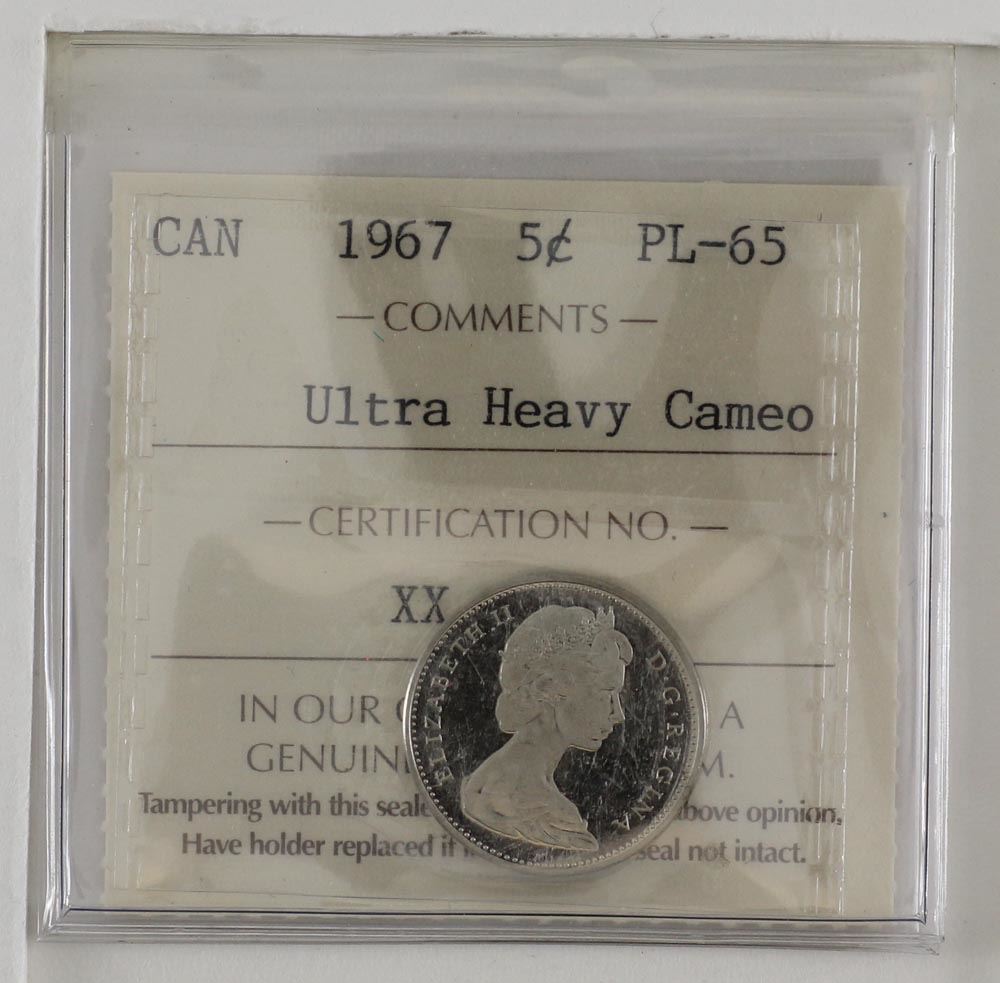 CAN 1967 5¢ PL-65
— COMMENTS —
Ultra Heavy Cameo
— CERTIFICATION NO. —
XX
ELIZABETH II D·G·REGINA
IN OUR A
GENUIN M.
Tampering with this seale above opinion,
Have holder replaced if seal not intact.